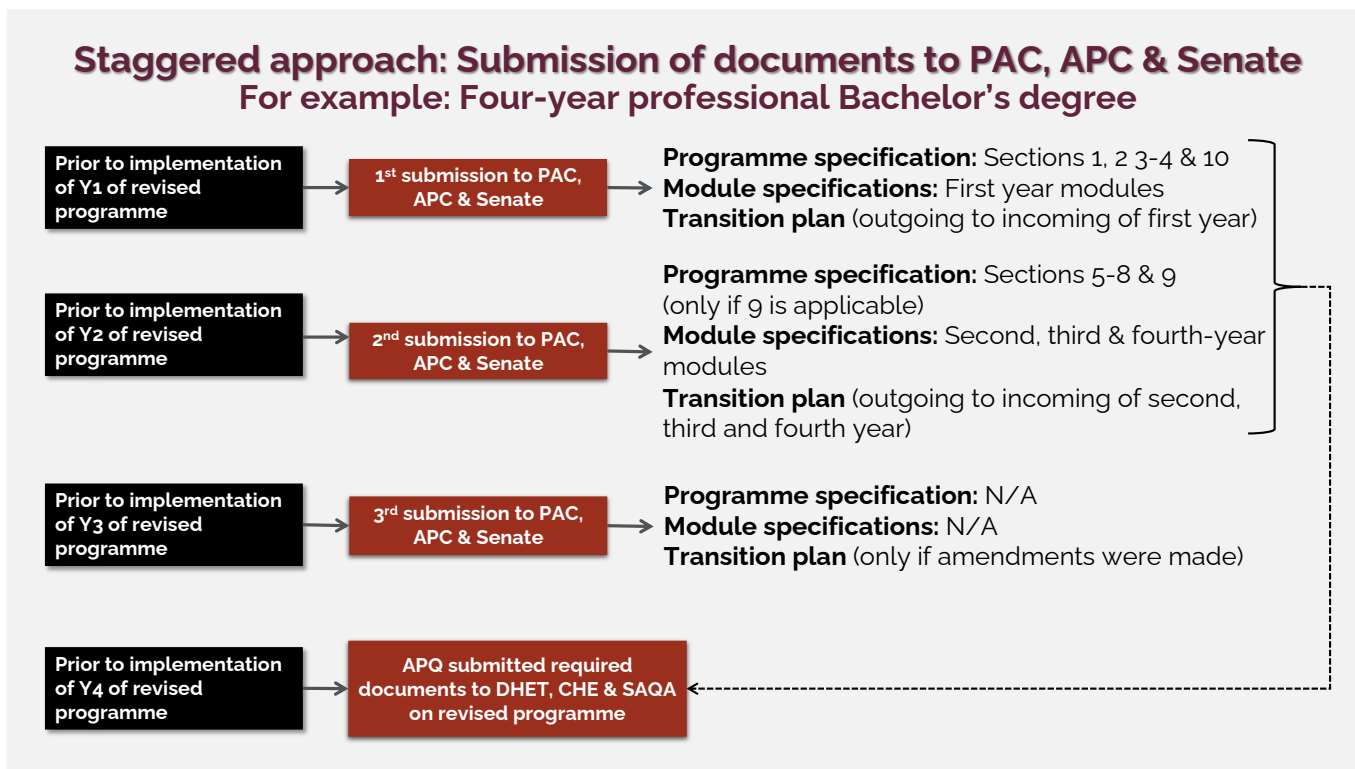 Staggered approach: Submission of documents to PAC, APC & Senate
For example: Four-year professional Bachelor's degree
Prior to implementation
of Y1 of revised
programme
1st submission to PAC,
APC & Senate
Programme specification: Sections 1, 2 3-4 & 10
Module specifications: First year modules
Transition plan (outgoing to incoming of first year)
Prior to implementation
of Y2 of revised
programme
2nd submission to PAC,
APC & Senate
Programme specification: Sections 5-8 & 9
(only if 9 is applicable)
Module specifications: Second, third & fourth-year
modules
Transition plan (outgoing to incoming of second,
third and fourth year)
Prior to implementation
of Y3 of revised
programme
3rd submission to PAC,
APC & Senate
Programme specification: N/A
Module specifications: N/A
Transition plan (only if amendments were made)
Prior to implementation
of Y4 of revised
programme
APQ submitted required
documents to DHET, CHE & SAQA
on revised programme